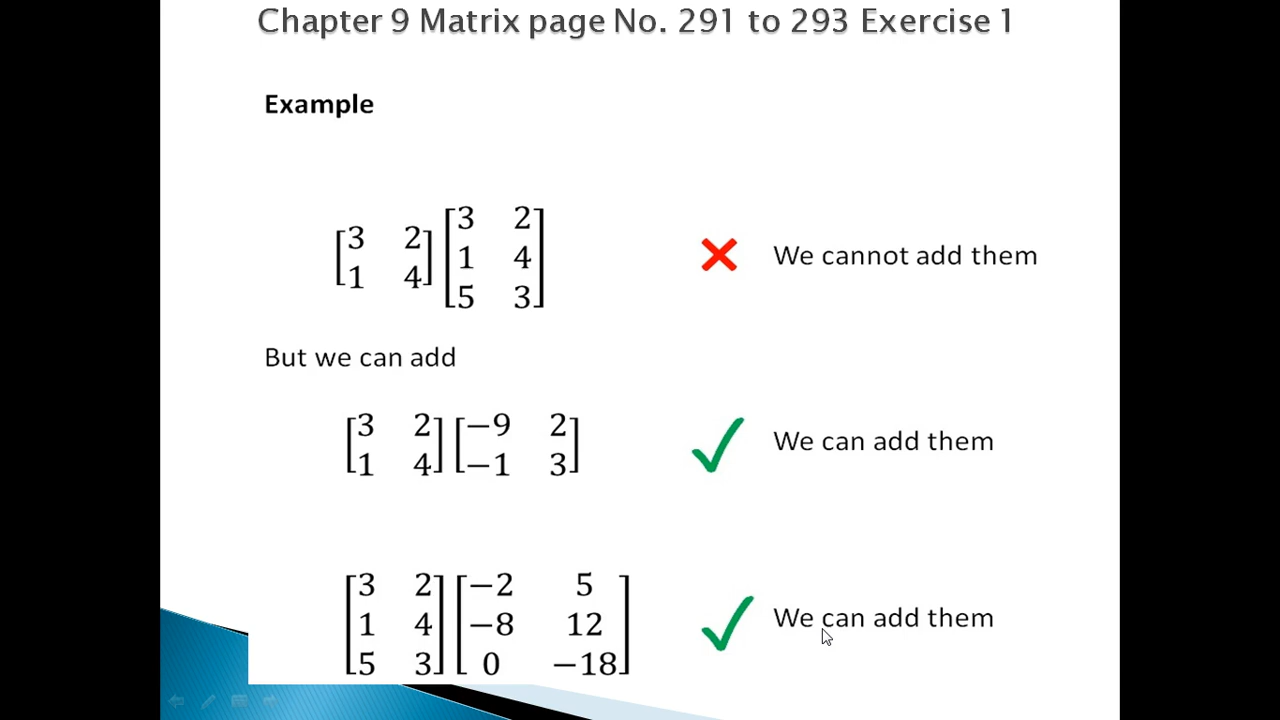 Chapter 9 Matrix page No. 291 to 293 Exercise 1
Example
[3 2
1 4] [3 2
1 4
5 3]
We cannot add them
But we can add
[3 2
1 4] [−9 2
−1 3]
We can add them
[3 2
1 4
5 3] [−2 5
−8 12
0 −18]
We can add them